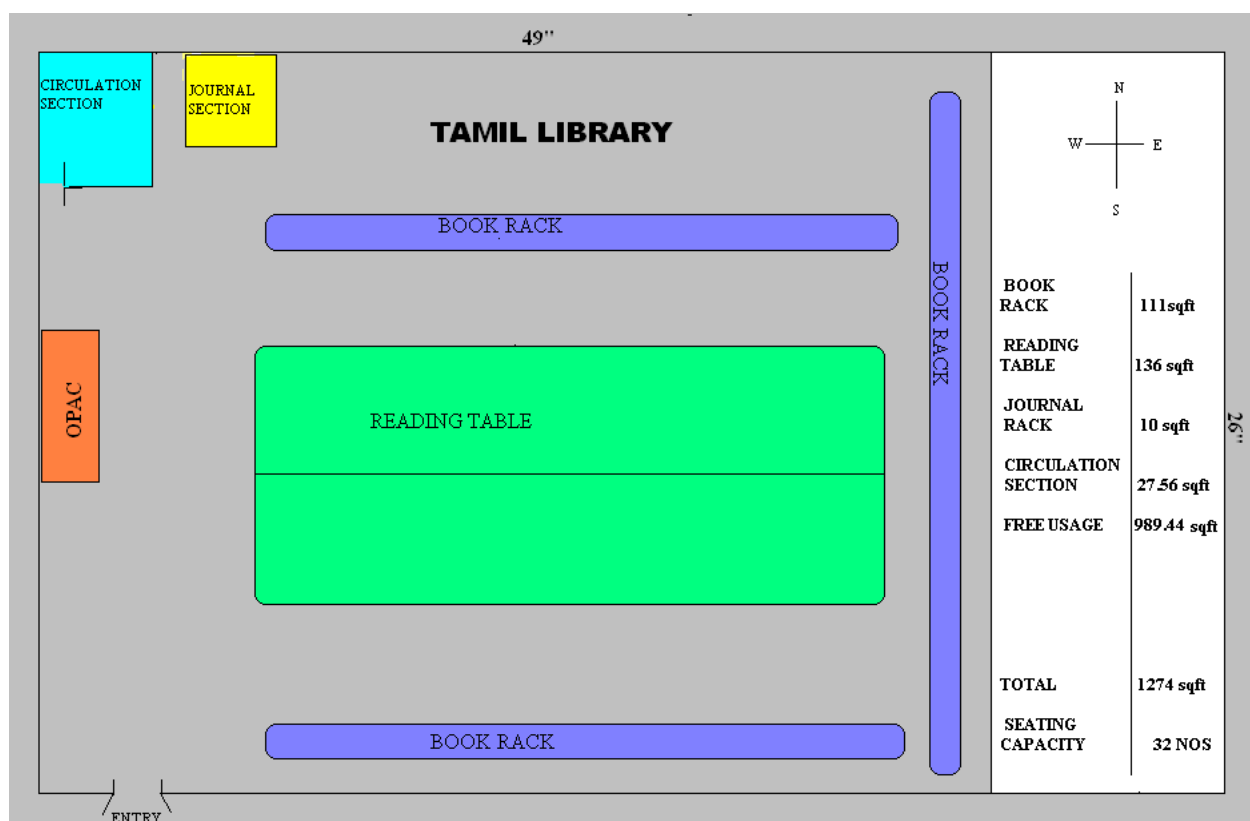 49"
CIRCULATION
SECTION
JOURNAL
SECTION
TAMIL LIBRARY
BOOK RACK
BOOK RACK
OPAC
READING TABLE
BOOK RACK
ENTRY
N
W E
S
BOOK
RACK 111sqft
READING
TABLE 136 sqft
JOURNAL
RACK 10 sqft
CIRCULATION
SECTION 27.56 sqft
FREE USAGE 989.44 sqft
TOTAL 1274 sqft
SEATING
CAPACITY 32 NOS
26"